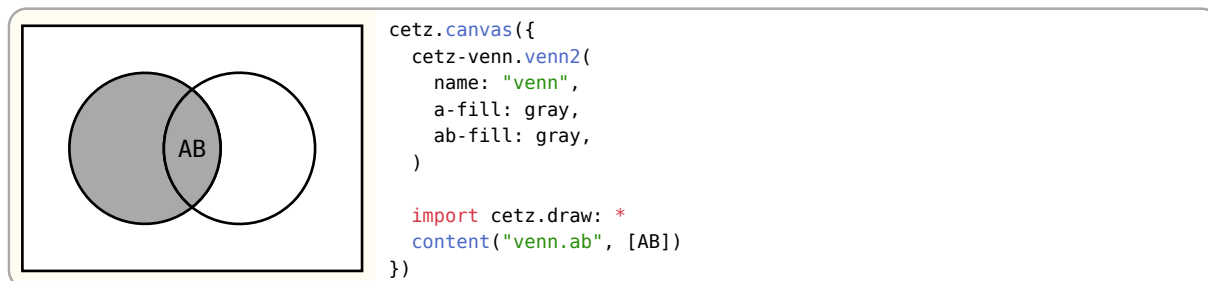 AB
cetz.canvas({
  cetz-venn.venn2(
    name: "venn",
    a-fill: gray,
    ab-fill: gray,
  )

  import cetz.draw: *
  content("venn.ab", [AB])
})